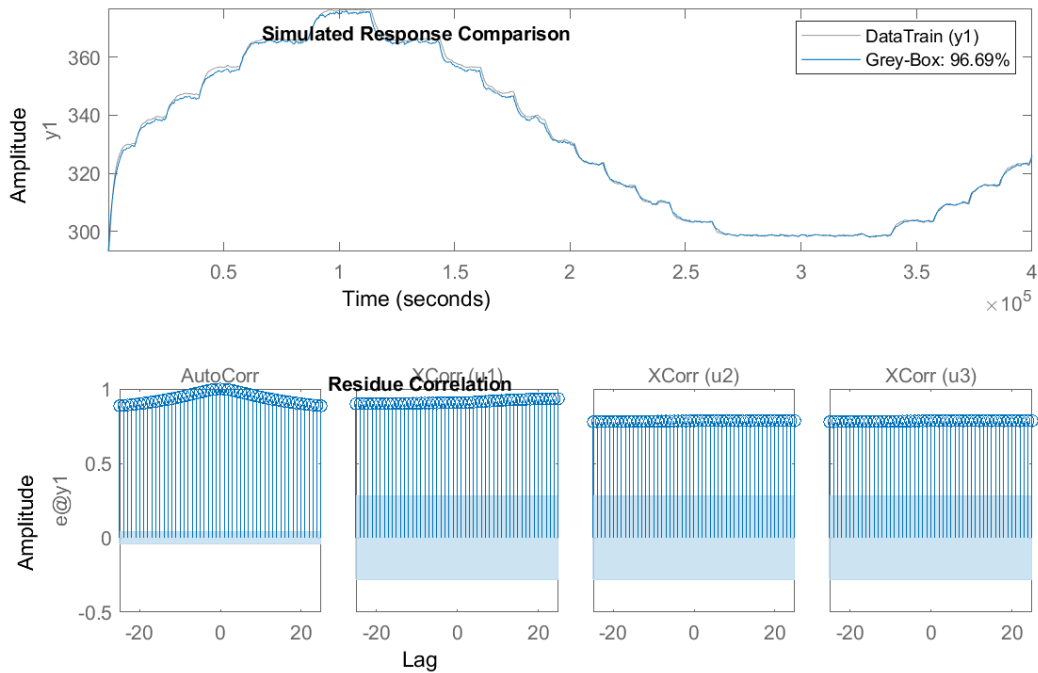 Simulated Response Comparison
DataTrain (y1)
Grey-Box: 96.69%
360
340
320
300
Amplitude
y1
0.5
1
1.5
2
2.5
3
3.5
4
Time (seconds)
×10^5
AutoCorr
XCorr (u1)
XCorr (u2)
XCorr (u3)
Residue Correlation
1
0.5
0
-0.5
Amplitude
e@y1
-20
0
20
-20
0
20
-20
0
20
-20
0
20
Lag